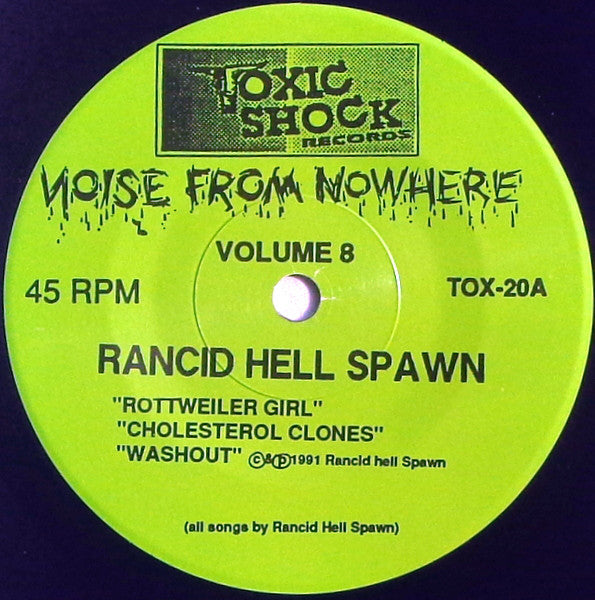 TOXIC
SHOCK
RECORDS
NOISE FROM NOWHERE
VOLUME 8
45 RPM
TOX-20A
RANCID HELL SPAWN
"ROTTWEILER GIRL"
"CHOLESTEROL CLONES"
"WASHOUT" ©&℗1991 Rancid hell Spawn
(all songs by Rancid Hell Spawn)